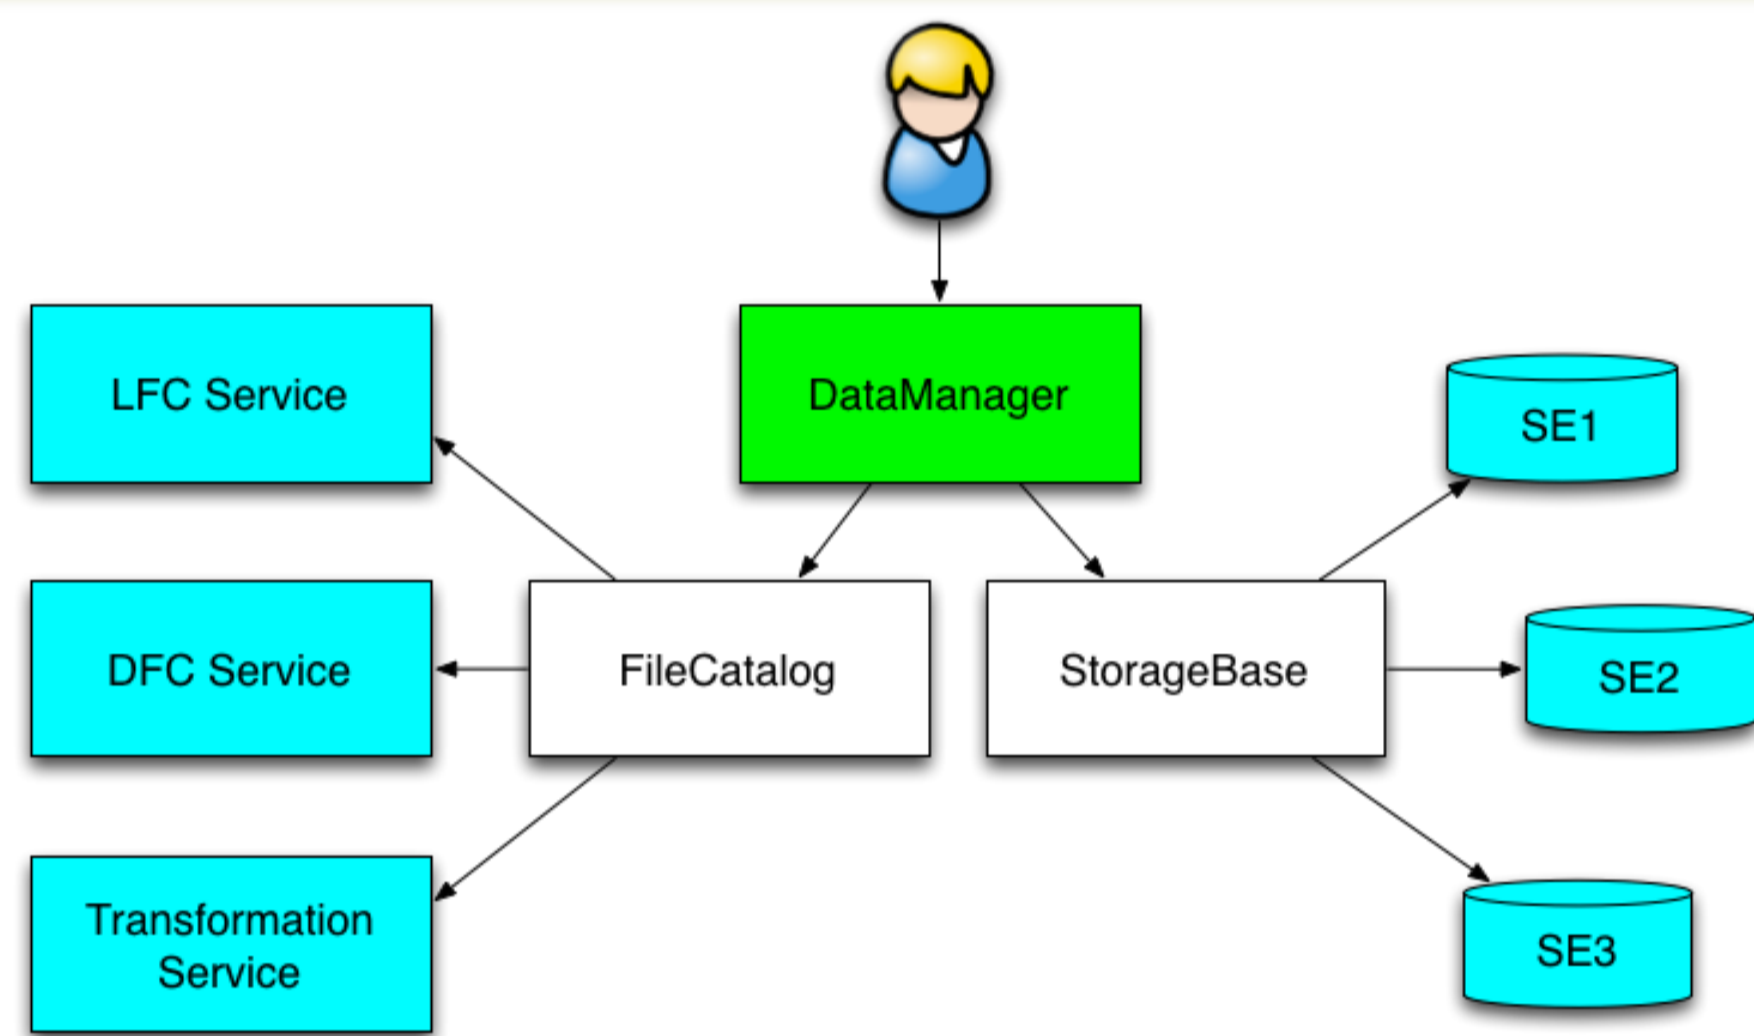 LFC Service
DataManager
SE1
DFC Service
FileCatalog
StorageBase
SE2
Transformation
Service
SE3